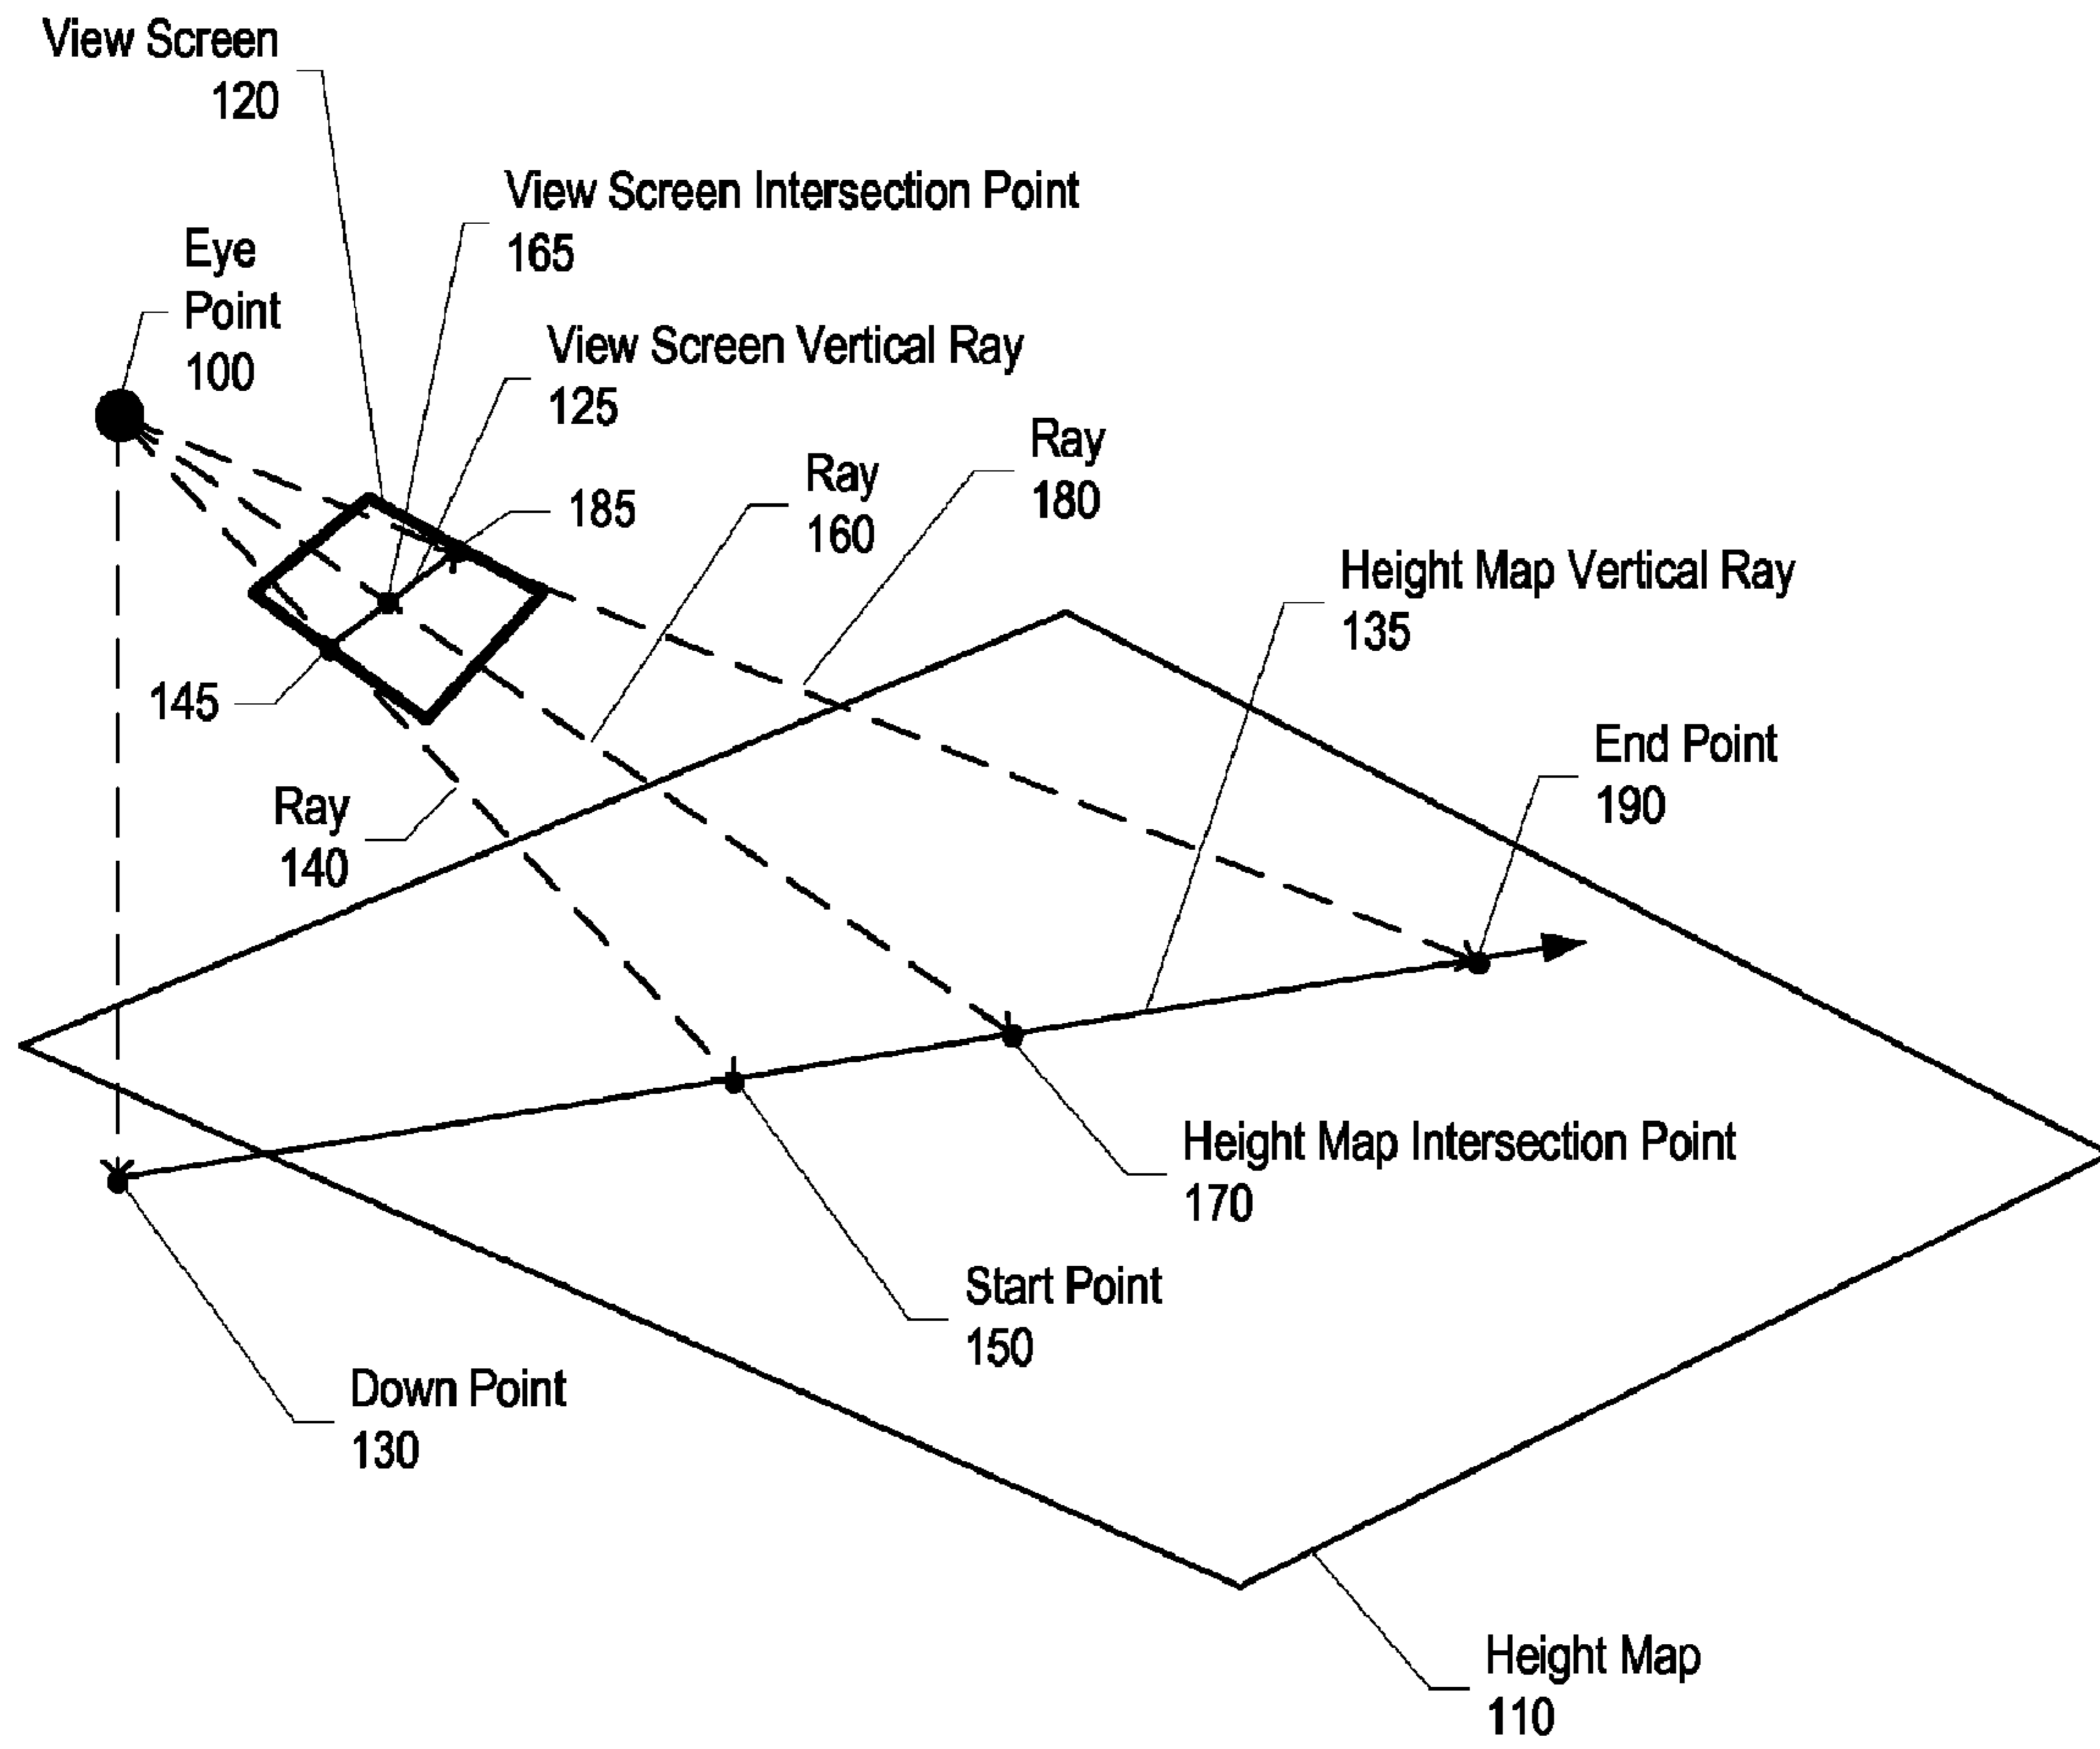 View Screen
120
View Screen Intersection Point
165
Eye
Point
100
View Screen Vertical Ray
125
Ray
180
Ray
160
185
Height Map Vertical Ray
135
145
End Point
190
Ray
140
Height Map Intersection Point
170
Start Point
150
Down Point
130
Height Map
110